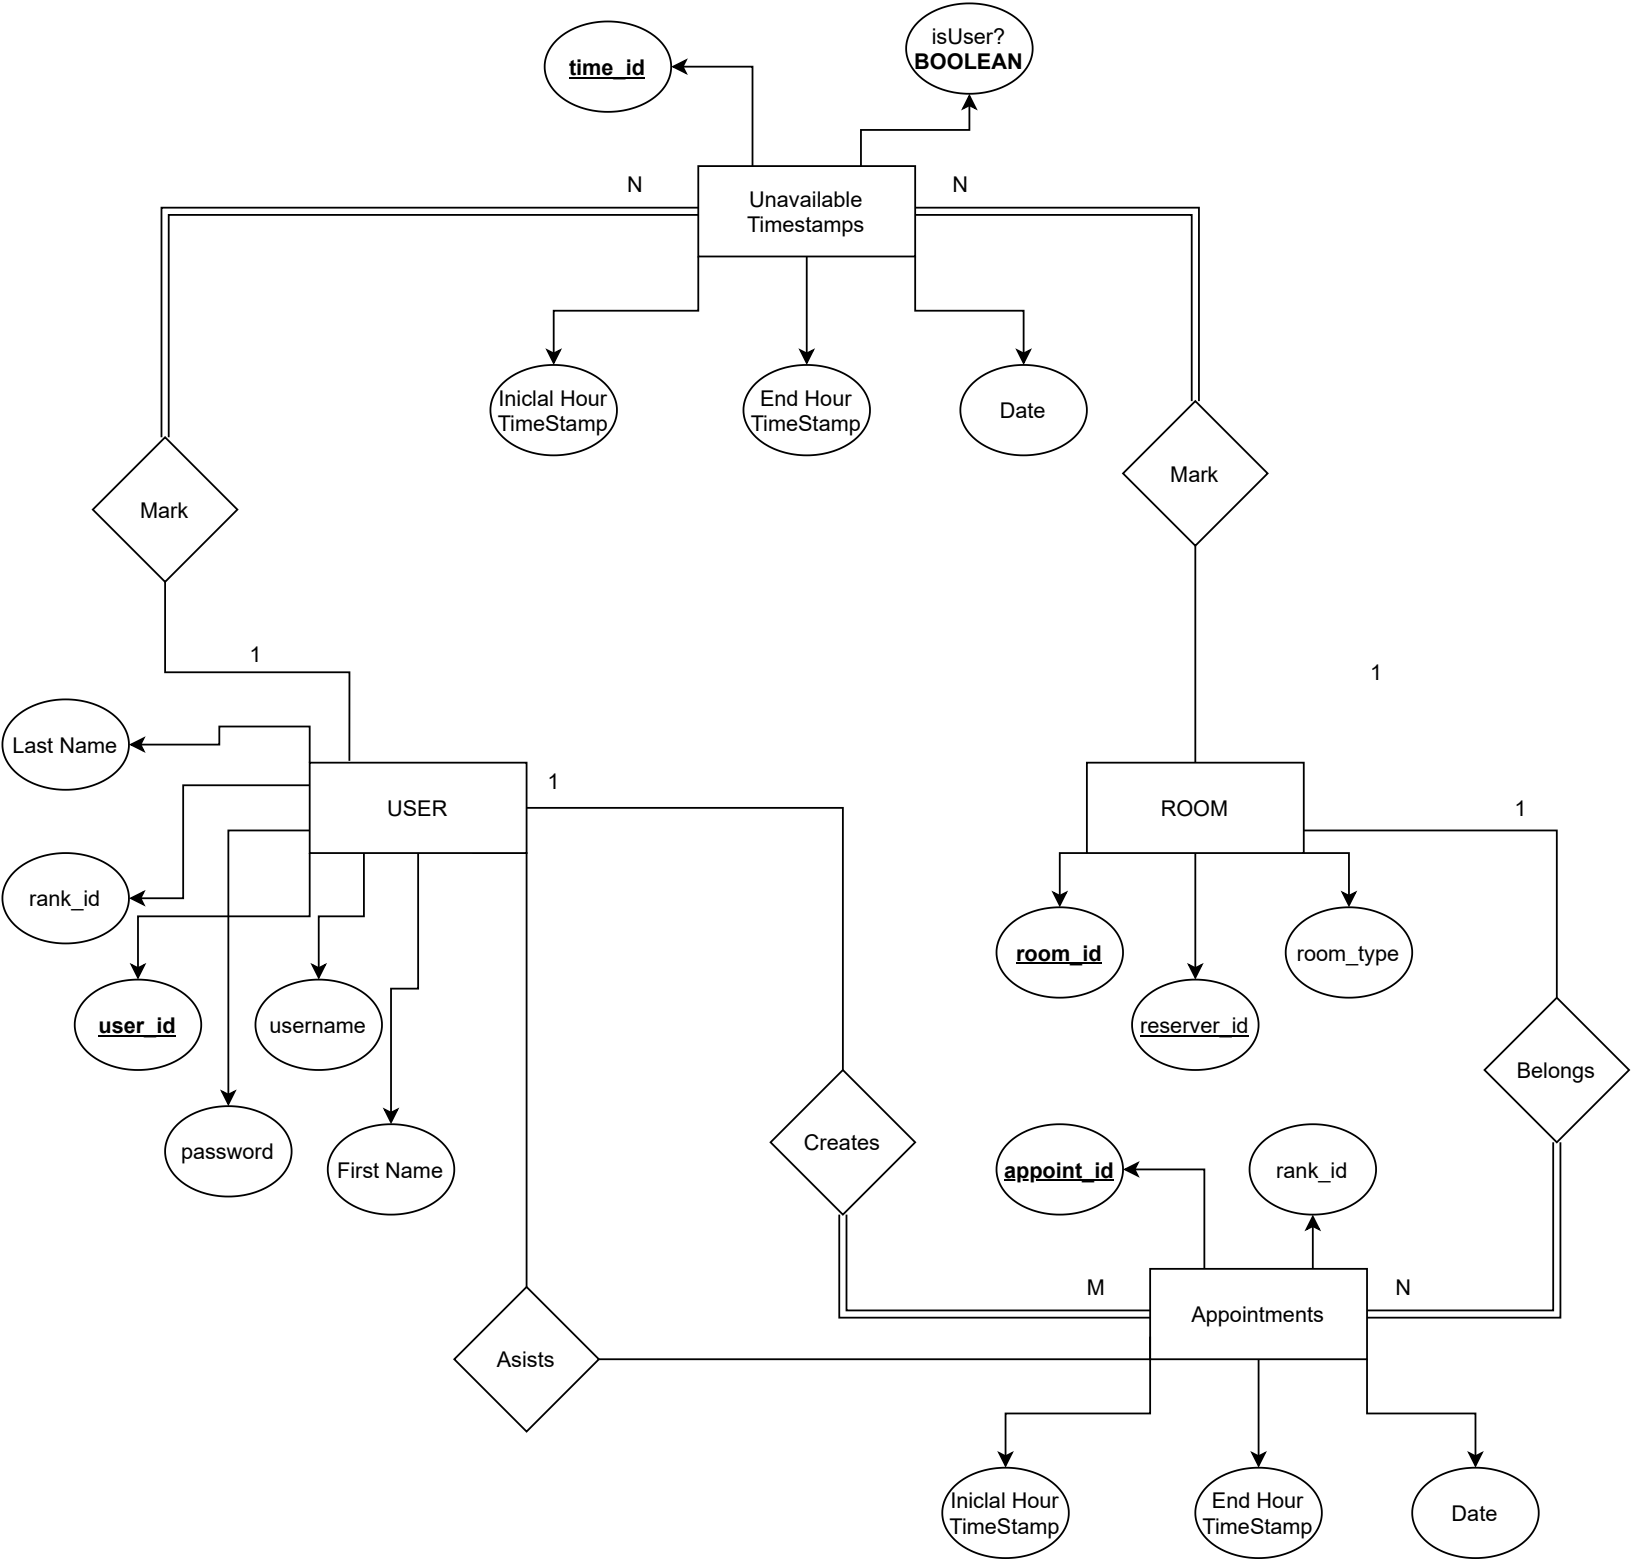 isUser?
BOOLEAN
time_id
N
N
Unavailable
Timestamps
Iniclal Hour
TimeStamp
End Hour
TimeStamp
Date
Mark
Mark
1
1
Last Name
1
USER
ROOM
1
rank_id
room_id
room_type
user_id
username
reserver_id
Belongs
password
First Name
Creates
appoint_id
rank_id
M
N
Appointments
Asists
Iniclal Hour
TimeStamp
End Hour
TimeStamp
Date